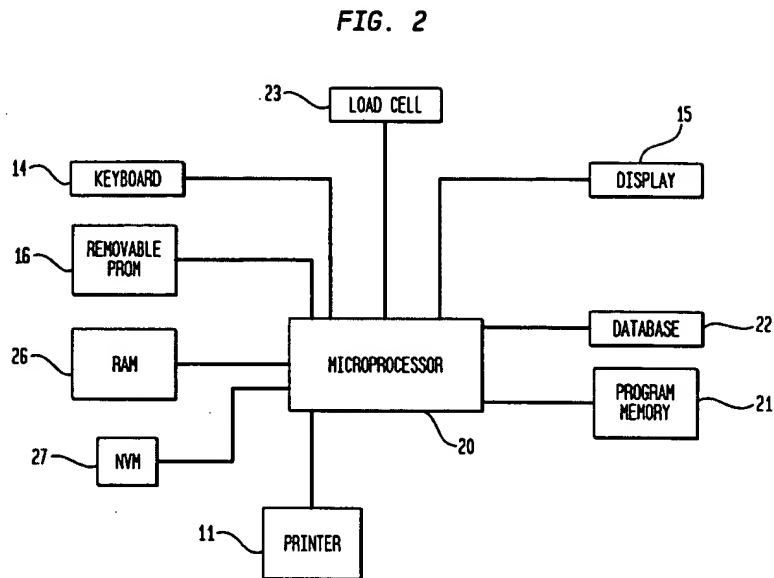 FIG. 2
23
LOAD CELL
15
14
KEYBOARD
DISPLAY
16
REMOVABLE
PROM
DATABASE
22
26
RAM
MICROPROCESSOR
PROGRAM
MEMORY
21
20
27
NVM
11
PRINTER